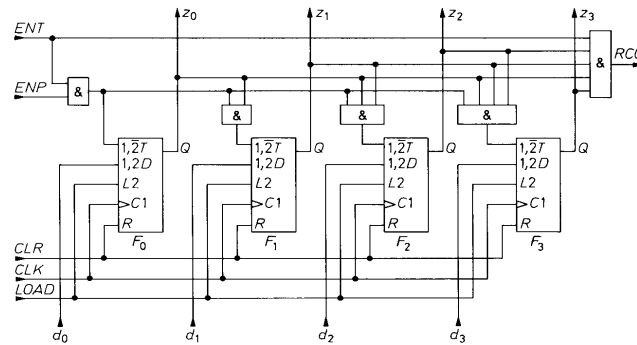 z0 z1 z2 z3
ENT
& RCO
ENP & & & &
1,2̅T Q 1,2̅T Q 1,2̅T Q 1,2̅T Q
1,2D 1,2D 1,2D 1,2D
L2 L2 L2 L2
C1 C1 C1 C1
R R R R
F0 F1 F2 F3
CLR
CLK
LOAD
d0 d1 d2 d3